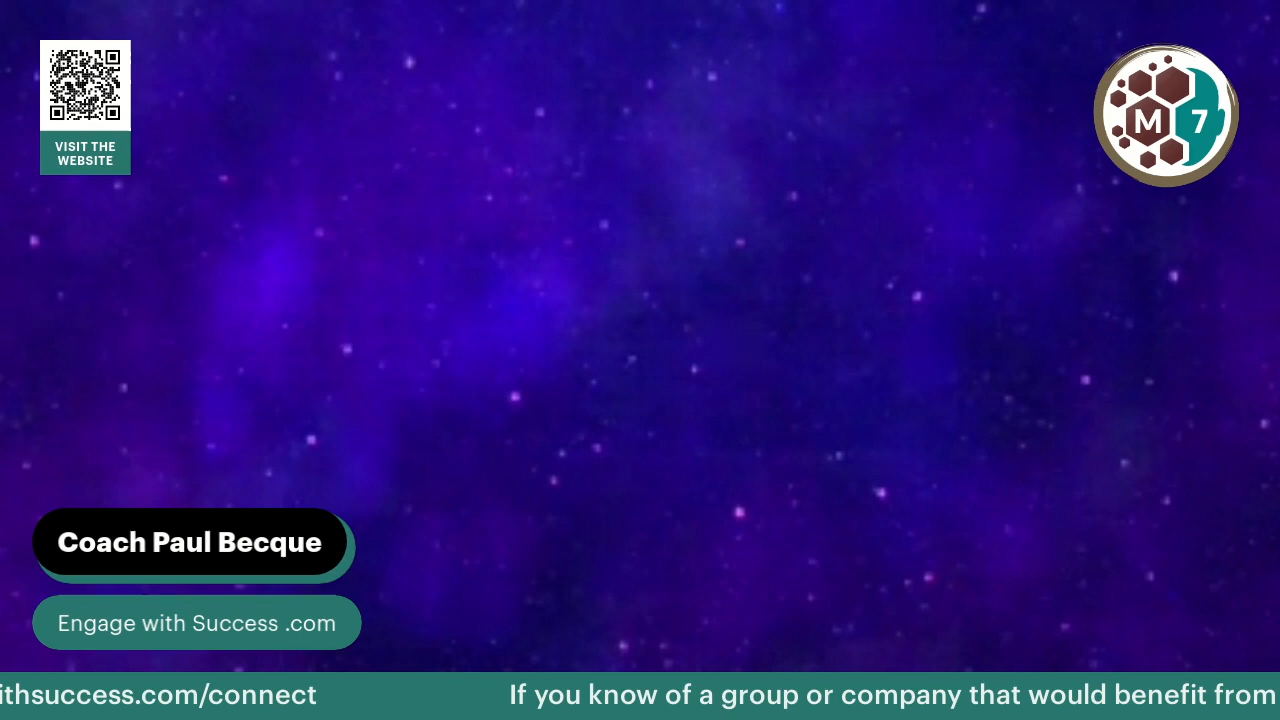 VISIT THE
WEBSITE
M 7
Coach Paul Becque
Engage with Success .com
ithsuccess.com/connect If you know of a group or company that would benefit from